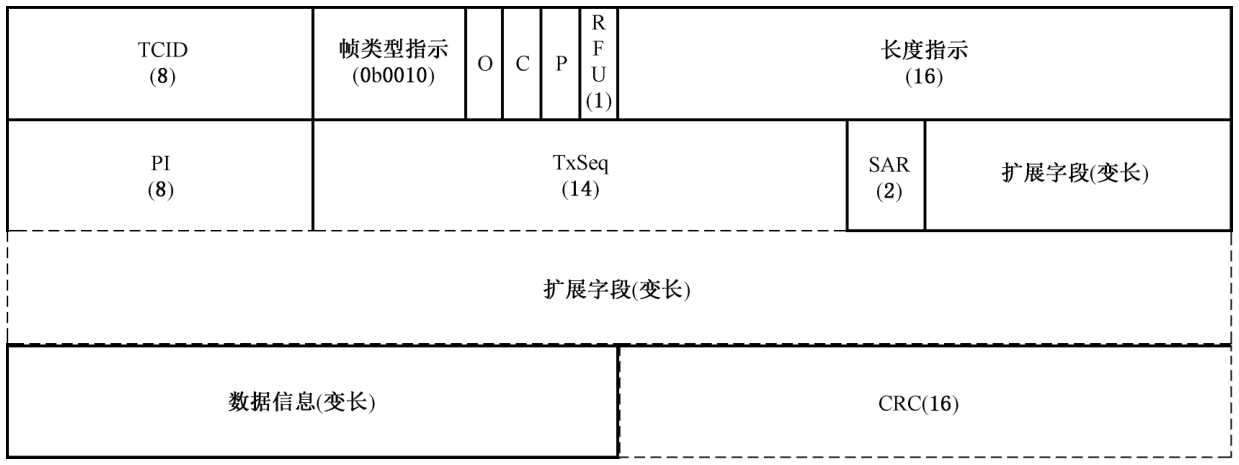 TCID
(8)
帧类型指示
(0b0010)
O
C
P
R
F
U
(1)
长度指示
(16)
PI
(8)
TxSeq
(14)
SAR
(2)
扩展字段(变长)
扩展字段(变长)
数据信息(变长)
CRC(16)